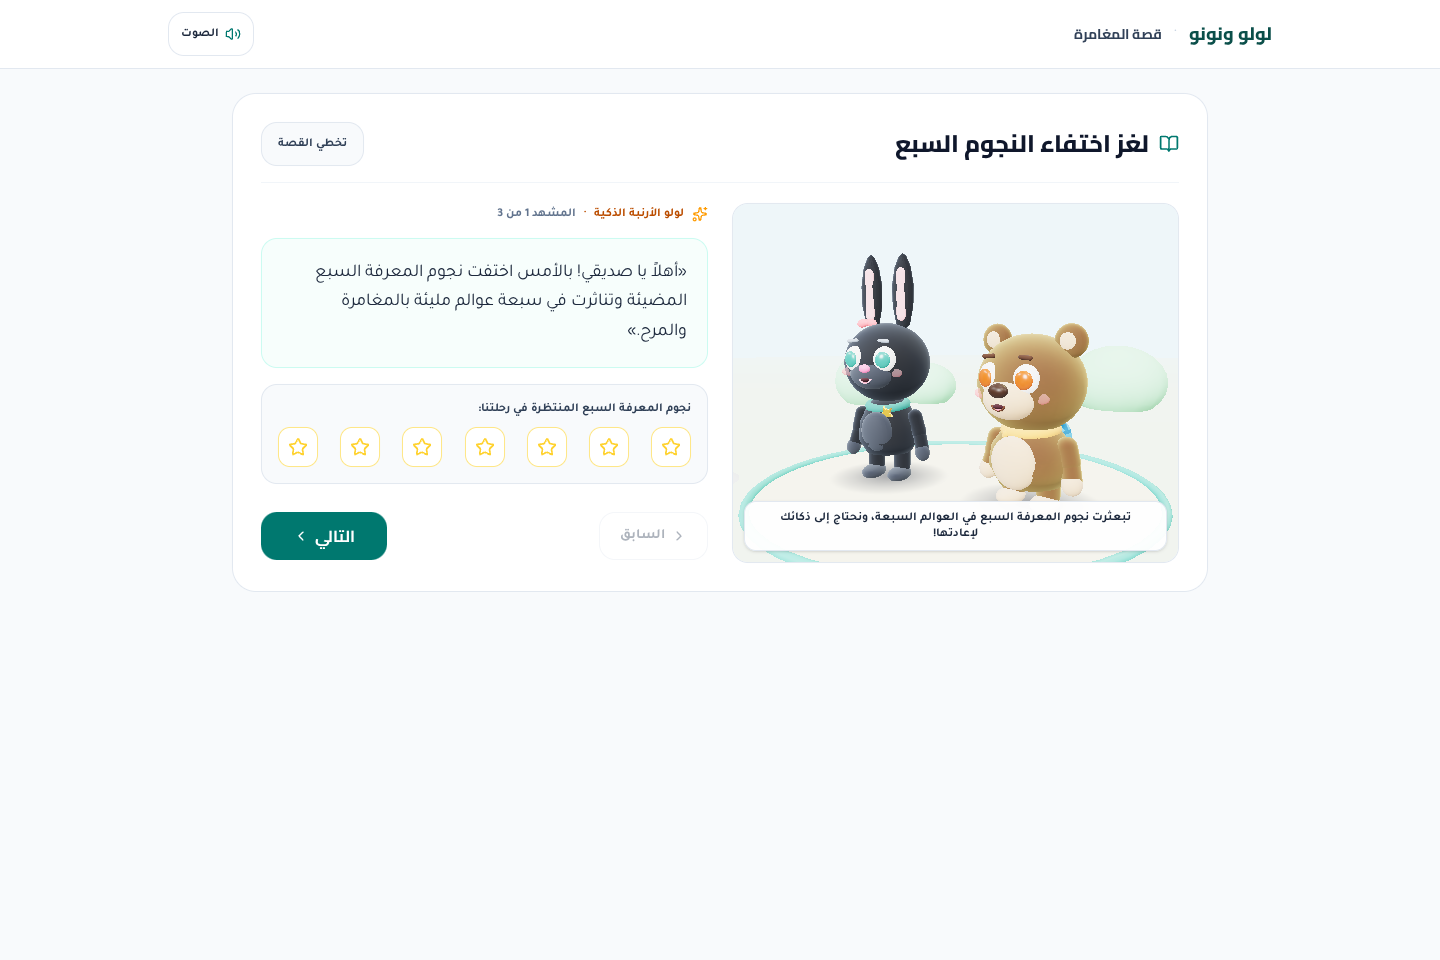 لولو ونونو · قصة المغامرة
الصوت
لغز اختفاء النجوم السبع
تخطي القصة
تبعثرت نجوم المعرفة السبع في العوالم السبعة، ونحتاج إلى ذكائك
لإعادتها!
لولو الأرنبة الذكية · المشهد 1 من 3
«أهلاً يا صديقي! بالأمس اختفت نجوم المعرفة السبع
المضيئة وتناثرت في سبعة عوالم مليئة بالمغامرة
والمرح.»
نجوم المعرفة السبع المنتظرة في رحلتنا:
السابق
التالي